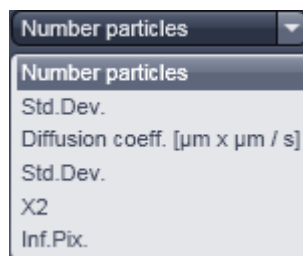 Number particles
Number particles
Std.Dev.
Diffusion coeff. [µm x µm / s]
Std.Dev.
X2
Inf.Pix.